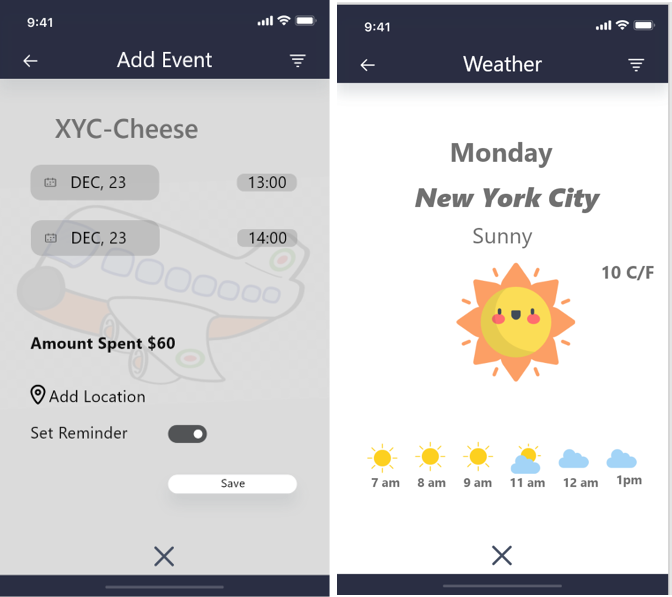 9:41
Add Event
XYC-Cheese
DEC, 23 13:00
DEC, 23 14:00
Amount Spent $60
Add Location
Set Reminder
Save
9:41
Weather
Monday
New York City
Sunny
10 C/F
7 am 8 am 9 am 11 am 12 am 1pm